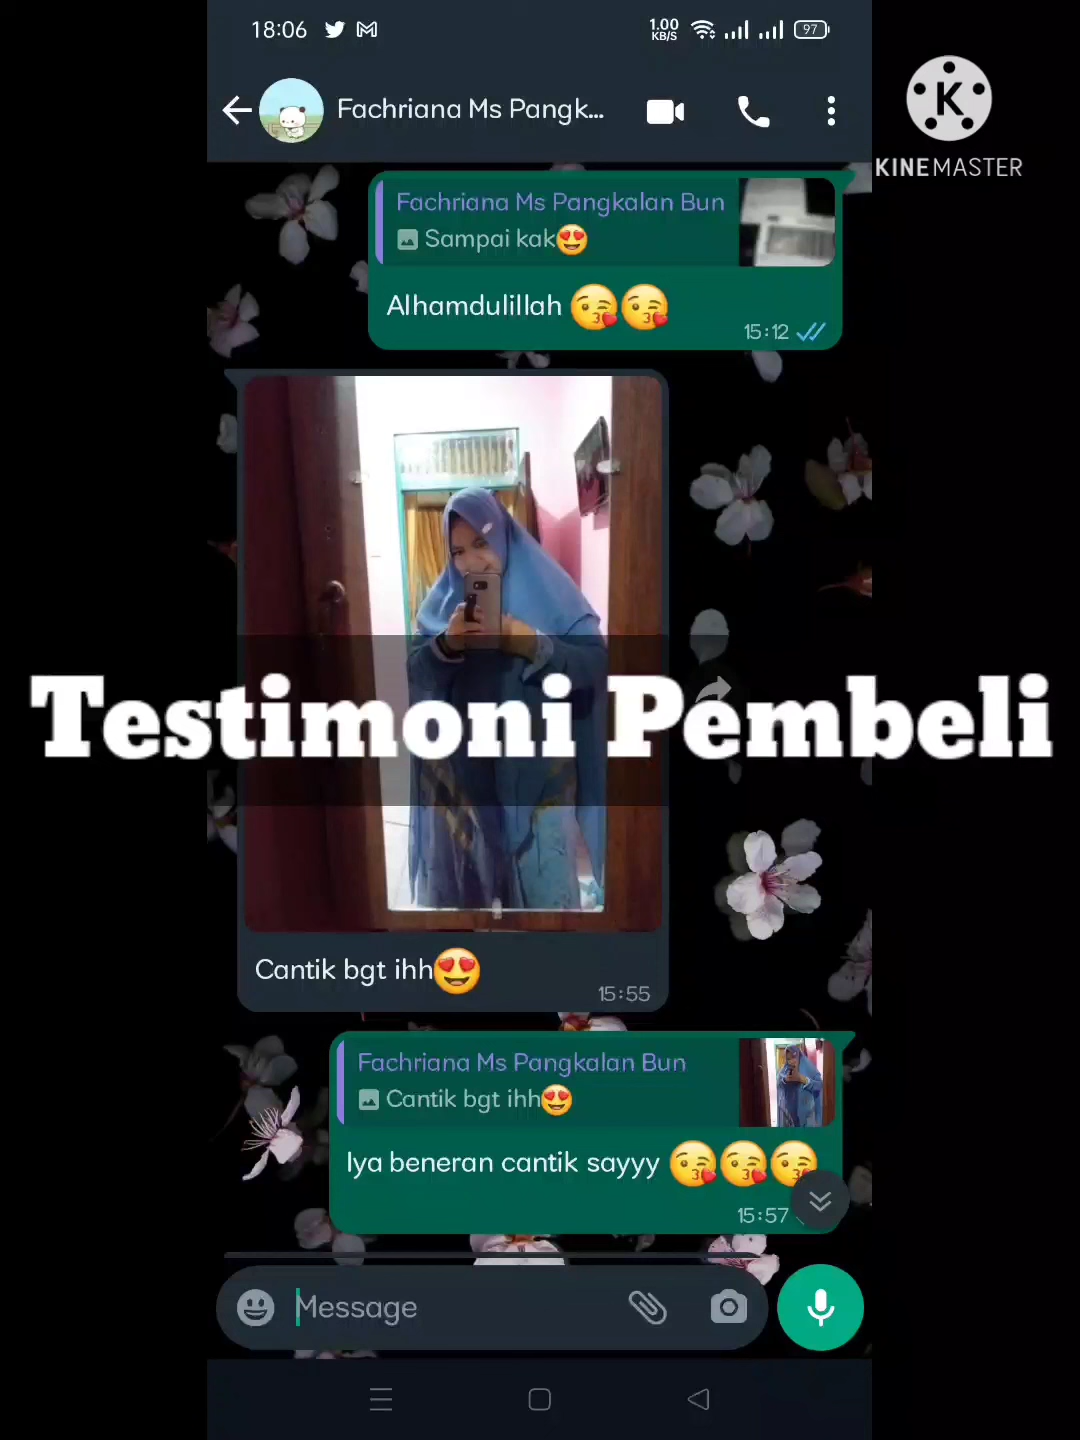 18:06
1.00
KB/S
97
Fachriana Ms Pangk...
K
KINEMASTER
Fachriana Ms Pangkalan Bun
Sampai kak😍
Alhamdulillah 😘😘
15:12
Testimoni Pembeli
Cantik bgt ihh😍
15:55
Fachriana Ms Pangkalan Bun
Cantik bgt ihh😍
Iya beneran cantik sayyy 😘😘😘
15:57
Message